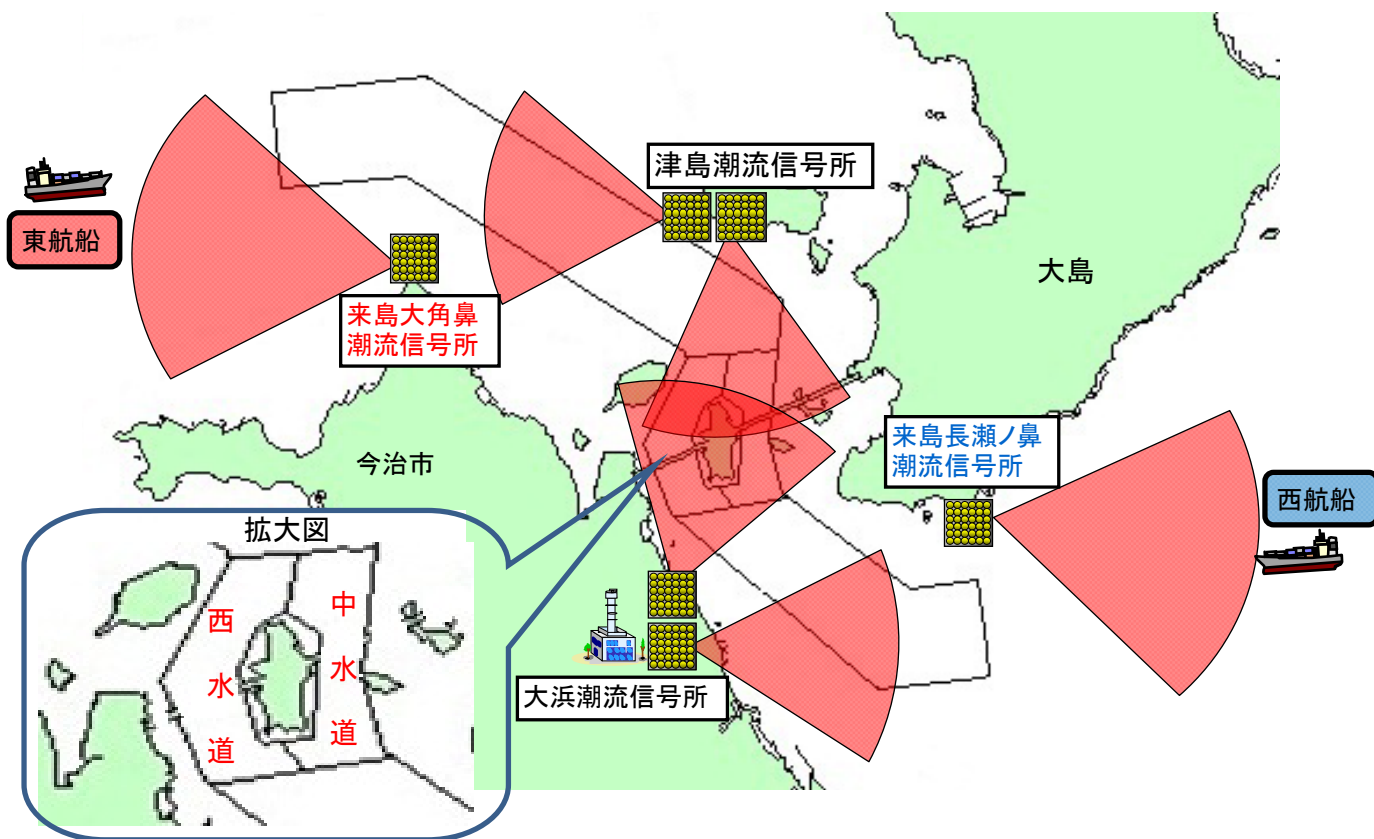 津島潮流信号所
東航船
大島
来島大角鼻
潮流信号所
来島長瀬ノ鼻
潮流信号所
今治市
西航船
拡大図
西水道
中水道
大浜潮流信号所